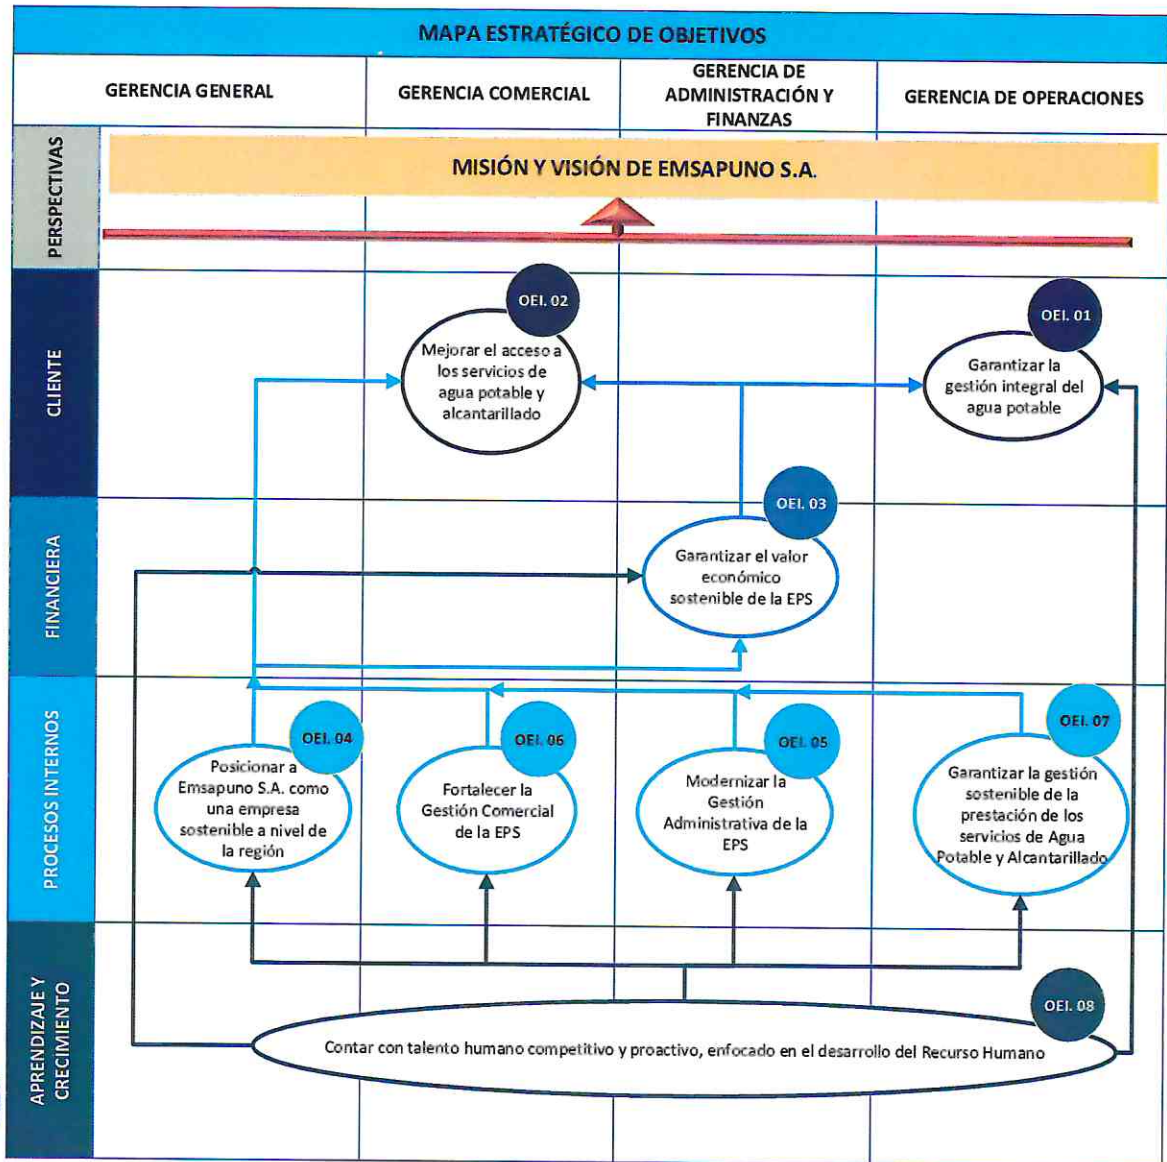 MAPA ESTRATÉGICO DE OBJETIVOS
GERENCIA GENERAL
GERENCIA COMERCIAL
GERENCIA DE
ADMINISTRACIÓN Y
FINANZAS
GERENCIA DE OPERACIONES
PERSPECTIVAS
MISIÓN Y VISIÓN DE EMSAPUNO S.A.
CLIENTE
OEI. 02
Mejorar el acceso a
los servicios de
agua potable y
alcantarillado
OEI. 01
Garantizar la
gestión integral del
agua potable
FINANCIERA
OEI. 03
Garantizar el valor
económico
sostenible de la EPS
PROCESOS INTERNOS
OEI. 04
Posicionar a
Emsapuno S.A. como
una empresa
sostenible a nivel de
la región
OEI. 06
Fortalecer la
Gestión Comercial
de la EPS
OEI. 05
Modernizar la
Gestión
Administrativa de la
EPS
OEI. 07
Garantizar la gestión
sostenible de la
prestación de los
servicios de Agua
Potable y Alcantarillado
APRENDIZAJE Y
CRECIMIENTO
OEI. 08
Contar con talento humano competitivo y proactivo, enfocado en el desarrollo del Recurso Humano